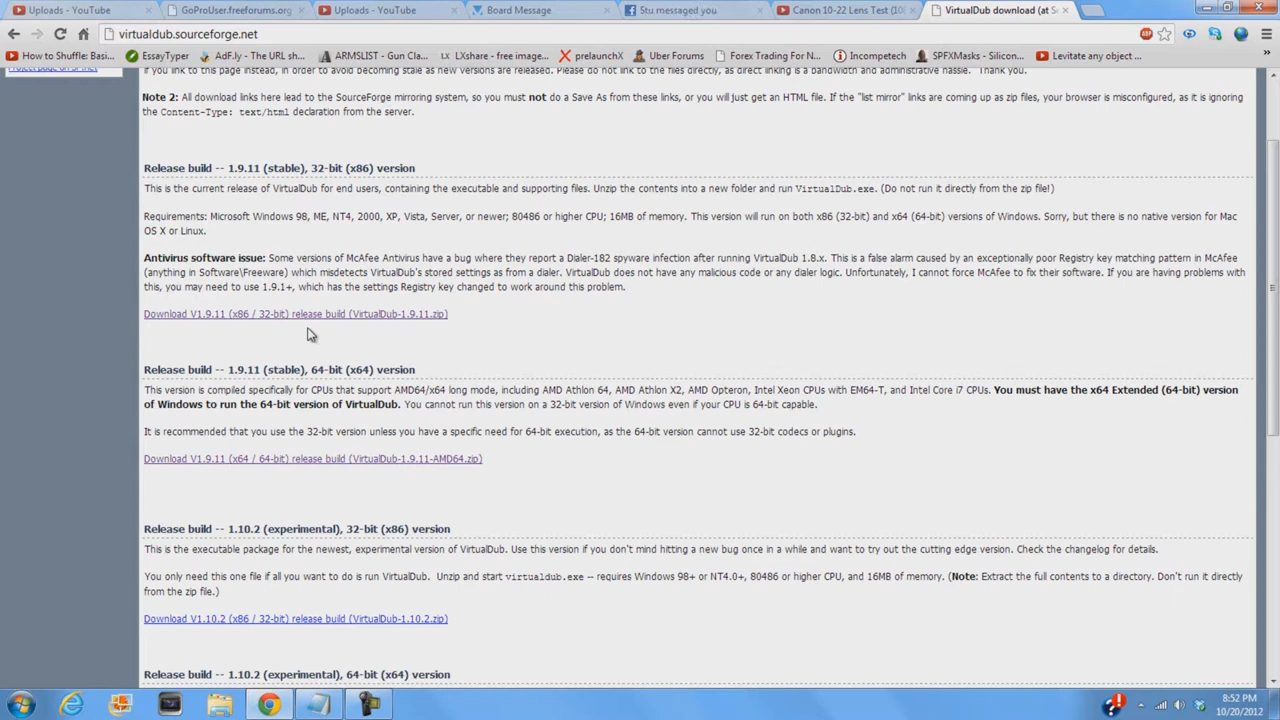 Uploads - YouTube
GoProUser.freeforums.org
Uploads - YouTube
Board Message
Stu messaged you
Canon 10-22 Lens Test (10
VirtualDub download (at S
virtualdub.sourceforge.net
How to Shuffle: Basi...
EssayTyper
AdF.ly - The URL sh...
ARMSLIST - Gun Cla...
LXshare - free image...
prelaunchX
Uber Forums
Forex Trading For N...
Incompetech
SPFXMasks - Silicon...
Levitate any object ...
if you link to this page instead, in order to avoid becoming stale as new versions are released. Please do not link to the files directly, as direct linking is a bandwidth and administrative hassle. Thank you.
Note 2: All download links here lead to the SourceForge mirroring system, so you must not do a Save As from these links, or you will just get an HTML file. If the "list mirror" links are coming up as zip files, your browser is misconfigured, as it is ignoring
the Content-Type: text/html declaration from the server.
Release build -- 1.9.11 (stable), 32-bit (x86) version
This is the current release of VirtualDub for end users, containing the executable and supporting files. Unzip the contents into a new folder and run VirtualDub.exe. (Do not run it directly from the zip file!)
Requirements: Microsoft Windows 98, ME, NT4, 2000, XP, Vista, Server, or newer; 80486 or higher CPU; 16MB of memory. This version will run on both x86 (32-bit) and x64 (64-bit) versions of Windows. Sorry, but there is no native version for Mac
OS X or Linux.
Antivirus software issue: Some versions of McAfee Antivirus have a bug where they report a Dialer-182 spyware infection after running VirtualDub 1.8.x. This is a false alarm caused by an exceptionally poor Registry key matching pattern in McAfee
(anything in Software\Freeware) which misdetects VirtualDub's stored settings as from a dialer. VirtualDub does not have any malicious code or any dialer logic. Unfortunately, I cannot force McAfee to fix their software. If you are having problems with
this, you may need to use 1.9.1+, which has the settings Registry key changed to work around this problem.
Download V1.9.11 (x86 / 32-bit) release build (VirtualDub-1.9.11.zip)
Release build -- 1.9.11 (stable), 64-bit (x64) version
This version is compiled specifically for CPUs that support AMD64/x64 long mode, including AMD Athlon 64, AMD Athlon X2, AMD Opteron, Intel Xeon CPUs with EM64-T, and Intel Core i7 CPUs. You must have the x64 Extended (64-bit) version
of Windows to run the 64-bit version of VirtualDub. You cannot run this version on a 32-bit version of Windows even if your CPU is 64-bit capable.
It is recommended that you use the 32-bit version unless you have a specific need for 64-bit execution, as the 64-bit version cannot use 32-bit codecs or plugins.
Download V1.9.11 (x64 / 64-bit) release build (VirtualDub-1.9.11-AMD64.zip)
Release build -- 1.10.2 (experimental), 32-bit (x86) version
This is the executable package for the newest, experimental version of VirtualDub. Use this version if you don't mind hitting a new bug once in a while and want to try out the cutting edge version. Check the changelog for details.
You only need this one file if all you want to do is run VirtualDub. Unzip and start virtualdub.exe -- requires Windows 98+ or NT4.0+, 80486 or higher CPU, and 16MB of memory. (Note: Extract the full contents to a directory. Don't run it directly
from the zip file.)
Download V1.10.2 (x86 / 32-bit) release build (VirtualDub-1.10.2.zip)
Release build -- 1.10.2 (experimental), 64-bit (x64) version
8:52 PM
10/20/2012